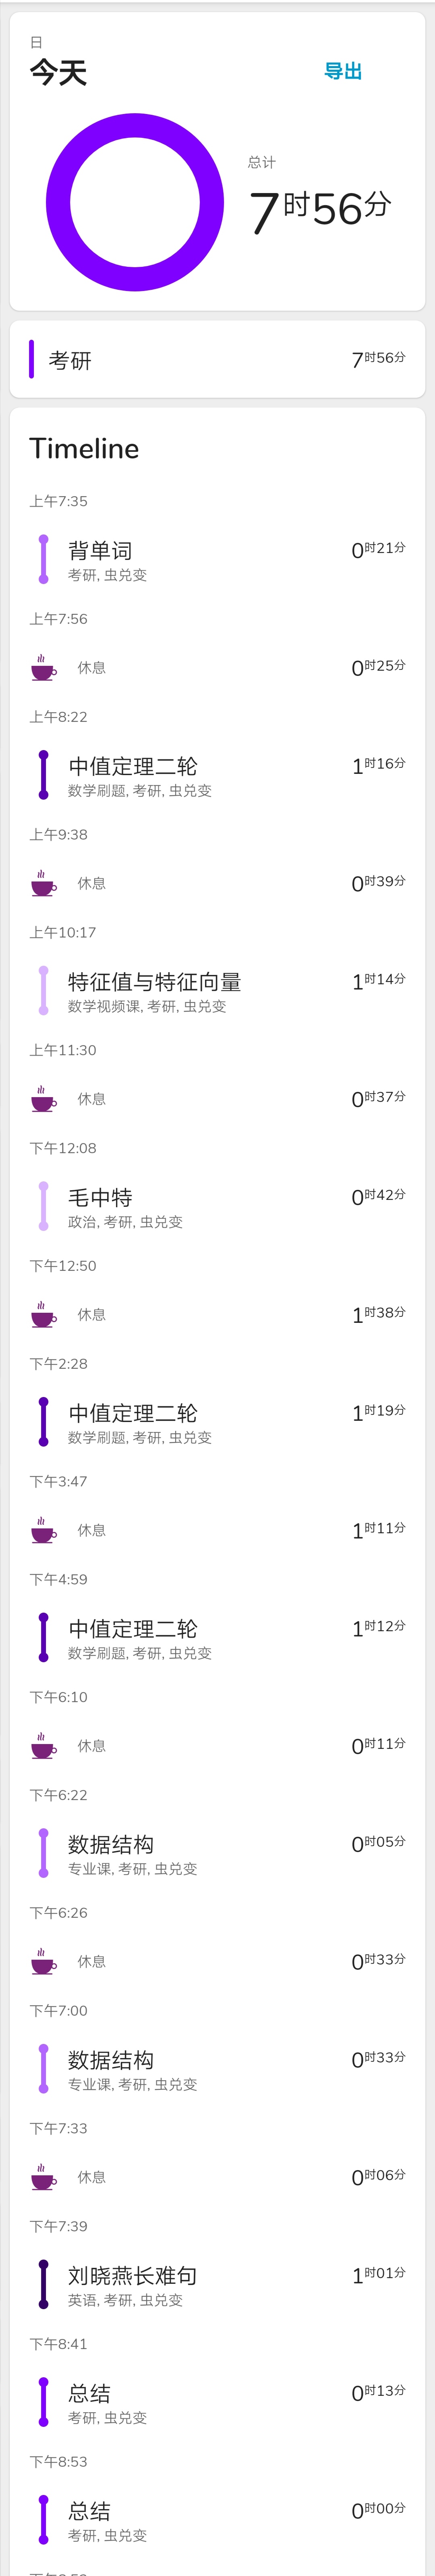 日
今天
导出
总计
7时56分
考研
7时56分
Timeline
上午7:35
背单词
0时21分
考研, 虫兑变
上午7:56
休息
0时25分
上午8:22
中值定理二轮
1时16分
数学刷题, 考研, 虫兑变
上午9:38
休息
0时39分
上午10:17
特征值与特征向量
1时14分
数学视频课, 考研, 虫兑变
上午11:30
休息
0时37分
下午12:08
毛中特
0时42分
政治, 考研, 虫兑变
下午12:50
休息
1时38分
下午2:28
中值定理二轮
1时19分
数学刷题, 考研, 虫兑变
下午3:47
休息
1时11分
下午4:59
中值定理二轮
1时12分
数学刷题, 考研, 虫兑变
下午6:10
休息
0时11分
下午6:22
数据结构
0时05分
专业课, 考研, 虫兑变
下午6:26
休息
0时33分
下午7:00
数据结构
0时33分
专业课, 考研, 虫兑变
下午7:33
休息
0时06分
下午7:39
刘晓燕长难句
1时01分
英语, 考研, 虫兑变
下午8:41
总结
0时13分
考研, 虫兑变
下午8:53
总结
0时00分
考研, 虫兑变